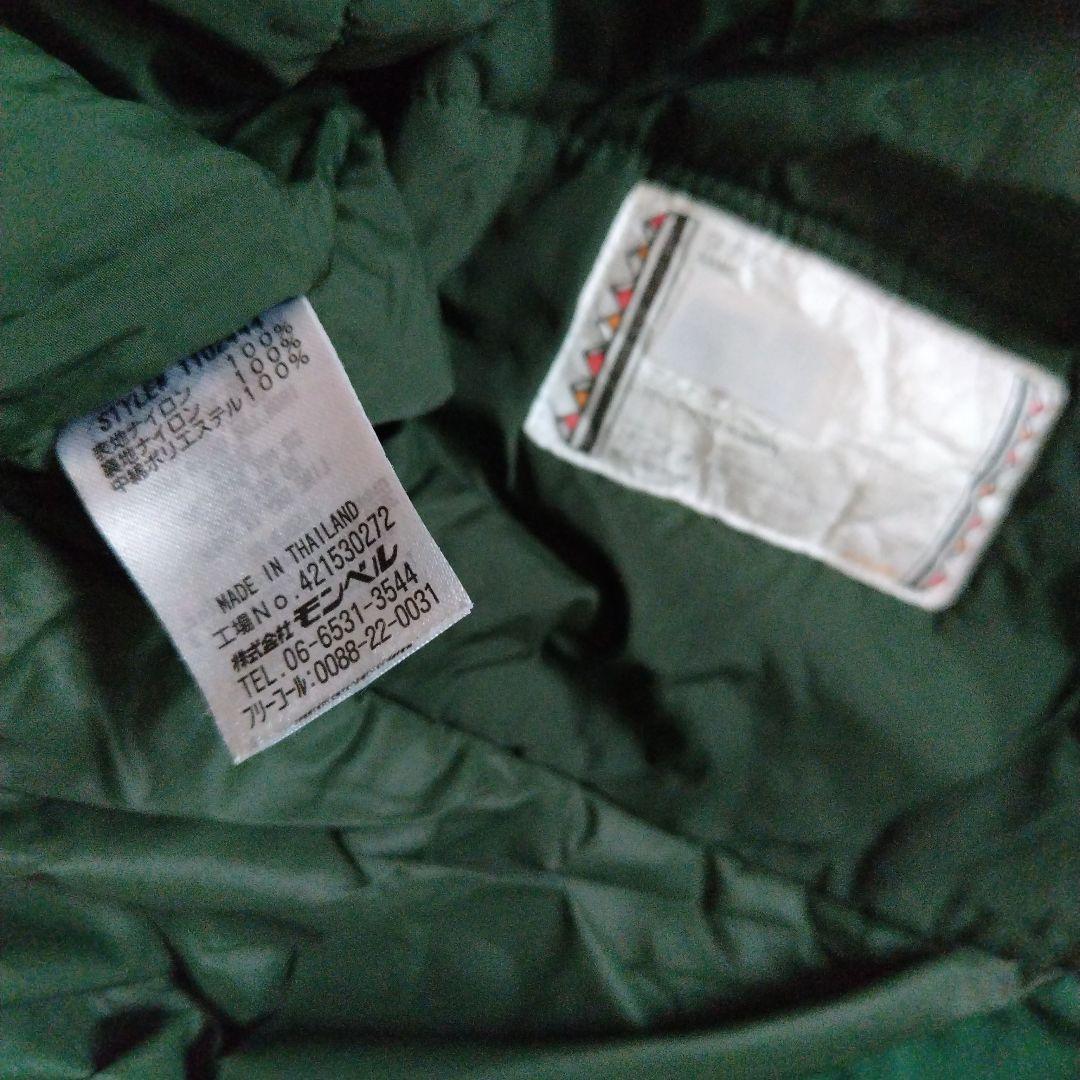 STYLE# 1102444
表地ナイロン 100%
裏地ナイロン 100%
中綿ポリエステル100%
MADE IN THAILAND
工場No.421530272
株式会社モンベル
TEL.06-6531-3544
フリーコール:0088-22-0031